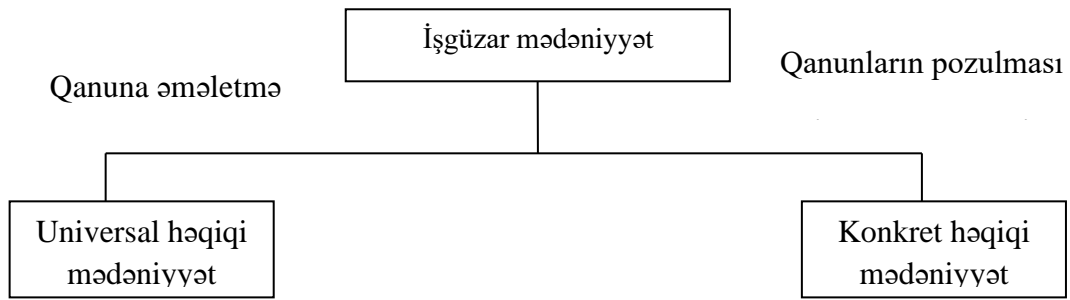 İşgüzar mədəniyyət
Qanuna əməletmə
Qanunların pozulması
Universal həqiqi
mədəniyyət
Konkret həqiqi
mədəniyyət